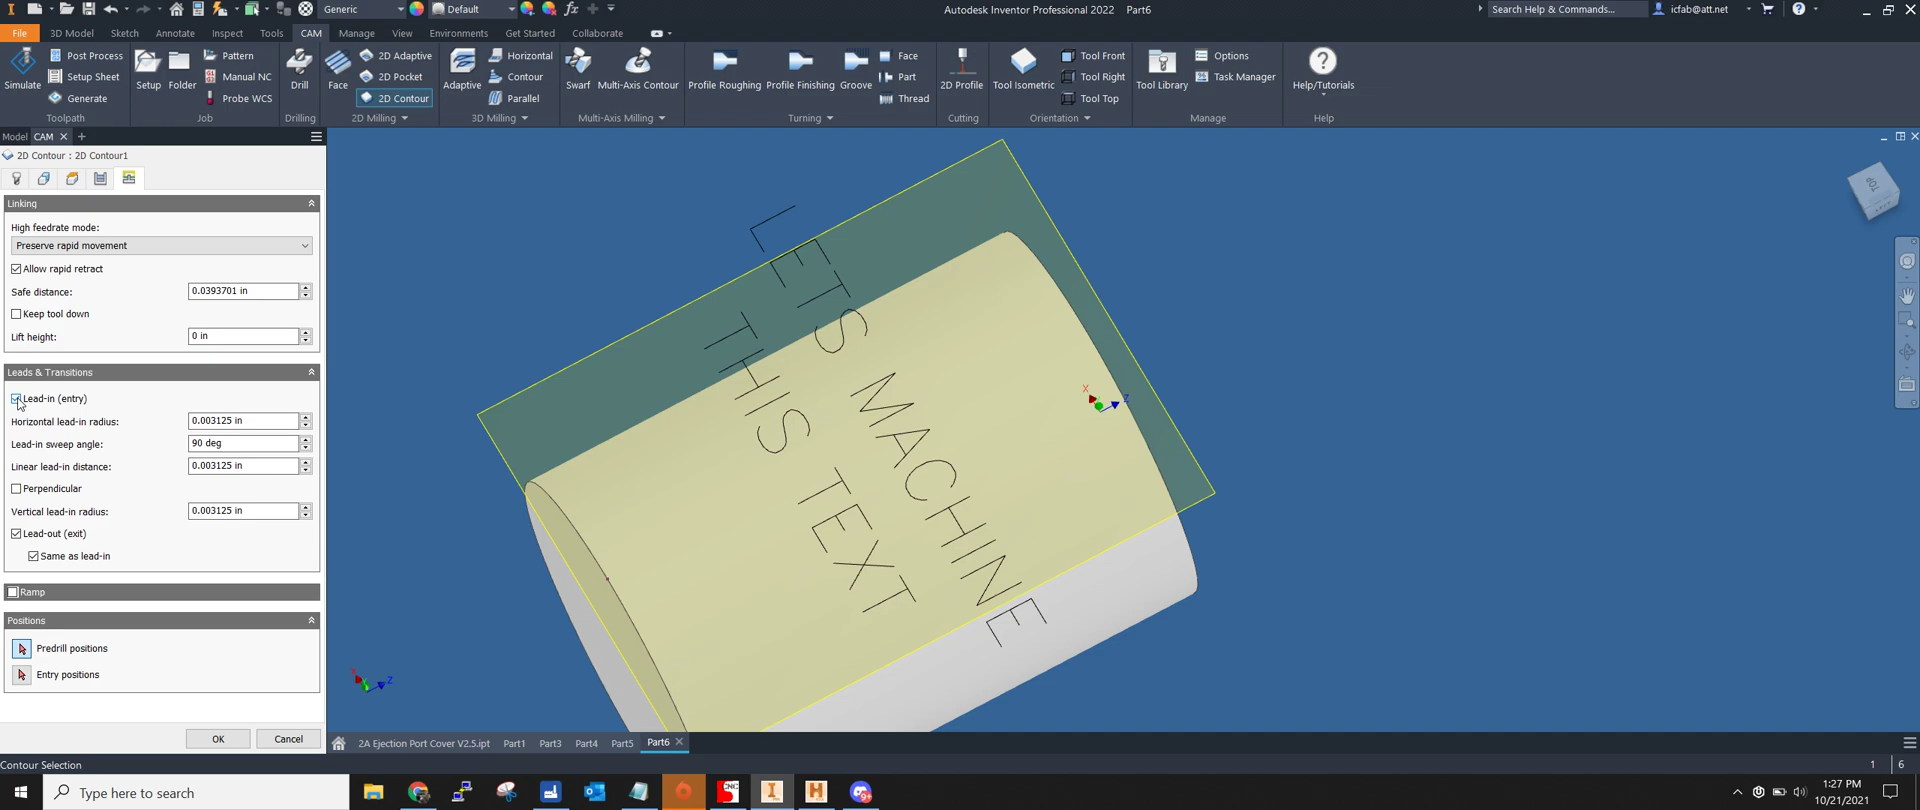 Generic
Default
Autodesk Inventor Professional 2022 Part6
Search Help & Commands...
icfab@att.net
File
3D Model
Sketch
Annotate
Inspect
Tools
CAM
Manage
View
Environments
Get Started
Collaborate
Simulate
Post Process
Setup Sheet
Generate
Toolpath
Setup
Folder
Pattern
Manual NC
Probe WCS
Job
Drill
Drilling
Face
2D Adaptive
2D Pocket
2D Contour
2D Milling
Adaptive
Horizontal
Contour
Parallel
3D Milling
Swarf
Multi-Axis Contour
Multi-Axis Milling
Profile Roughing
Profile Finishing
Groove
Face
Part
Thread
Turning
2D Profile
Cutting
Tool Isometric
Tool Front
Tool Right
Tool Top
Orientation
Tool Library
Options
Task Manager
Manage
Help/Tutorials
Help
Model
CAM
2D Contour : 2D Contour1
Linking
High feedrate mode:
Preserve rapid movement
Allow rapid retract
Safe distance:
0.0393701 in
Keep tool down
Lift height:
0 in
Leads & Transitions
Lead-in (entry)
Horizontal lead-in radius:
0.003125 in
Lead-in sweep angle:
90 deg
Linear lead-in distance:
0.003125 in
Perpendicular
Vertical lead-in radius:
0.003125 in
Lead-out (exit)
Same as lead-in
Ramp
Positions
Predrill positions
Entry positions
OK
Cancel
LETS MACHINE
THIS TEXT
X
Z
Z
TOP
2A Ejection Port Cover V2.5.ipt
Part1
Part3
Part4
Part5
Part6
Contour Selection
1
6
Type here to search
1:27 PM
10/21/2021